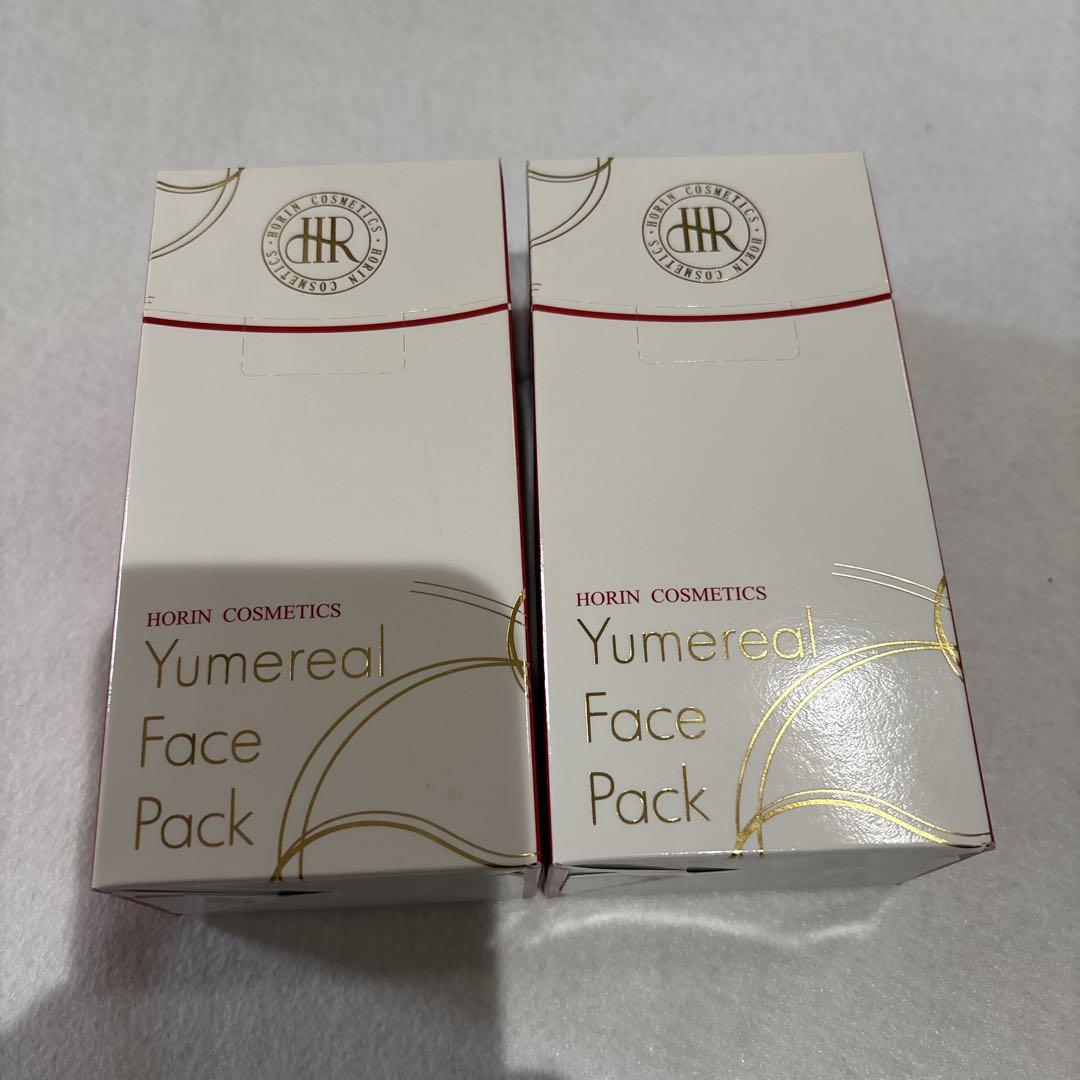 HORIN COSMETICS · HORIN COSMETICS ·
HR
HORIN COSMETICS
Yumereal
Face
Pack
HORIN COSMETICS · HORIN COSMETICS ·
HR
HORIN COSMETICS
Yumereal
Face
Pack